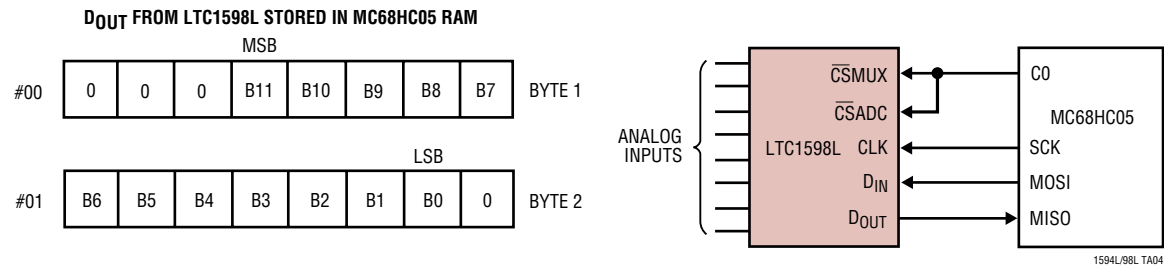 DOUT FROM LTC1598L STORED IN MC68HC05 RAM
MSB
#00 0 0 0 B11 B10 B9 B8 B7 BYTE 1
LSB
#01 B6 B5 B4 B3 B2 B1 B0 0 BYTE 2
ANALOG
INPUTS
LTC1598L
C̅S̅MUX
C̅S̅ADC
CLK
DIN
DOUT
C0
MC68HC05
SCK
MOSI
MISO
1594L/98L TA04